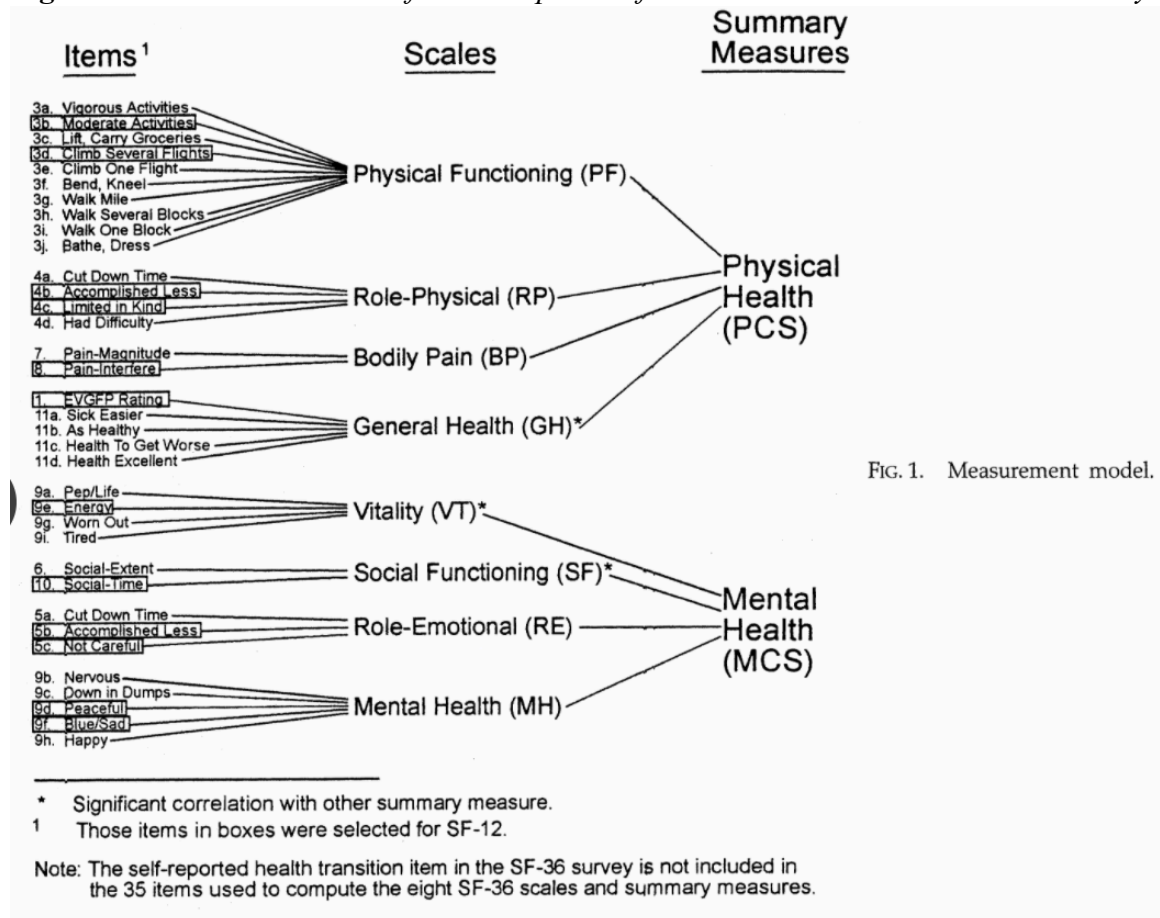 Items ¹
Scales
Summary
Measures
3a. Vigorous Activities
3b. Moderate Activities
3c. Lift, Carry Groceries
3d. Climb Several Flights
3e. Climb One Flight
3f. Bend, Kneel
3g. Walk Mile
3h. Walk Several Blocks
3i. Walk One Block
3j. Bathe, Dress
Physical Functioning (PF)
4a. Cut Down Time
4b. Accomplished Less
4c. Limited in Kind
4d. Had Difficulty
Role-Physical (RP)
7. Pain-Magnitude
8. Pain-Interfere
Bodily Pain (BP)
1. EVGFP Rating
11a. Sick Easier
11b. As Healthy
11c. Health To Get Worse
11d. Health Excellent
General Health (GH)*
Physical
Health
(PCS)
FIG. 1. Measurement model.
9a. Pep/Life
9e. Energy
9g. Worn Out
9i. Tired
Vitality (VT)*
6. Social-Extent
10. Social-Time
Social Functioning (SF)*
5a. Cut Down Time
5b. Accomplished Less
5c. Not Careful
Role-Emotional (RE)
9b. Nervous
9c. Down in Dumps
9d. Peaceful
9f. Blue/Sad
9h. Happy
Mental Health (MH)
Mental
Health
(MCS)
* Significant correlation with other summary measure.
1 Those items in boxes were selected for SF-12.
Note: The self-reported health transition item in the SF-36 survey is not included in
the 35 items used to compute the eight SF-36 scales and summary measures.